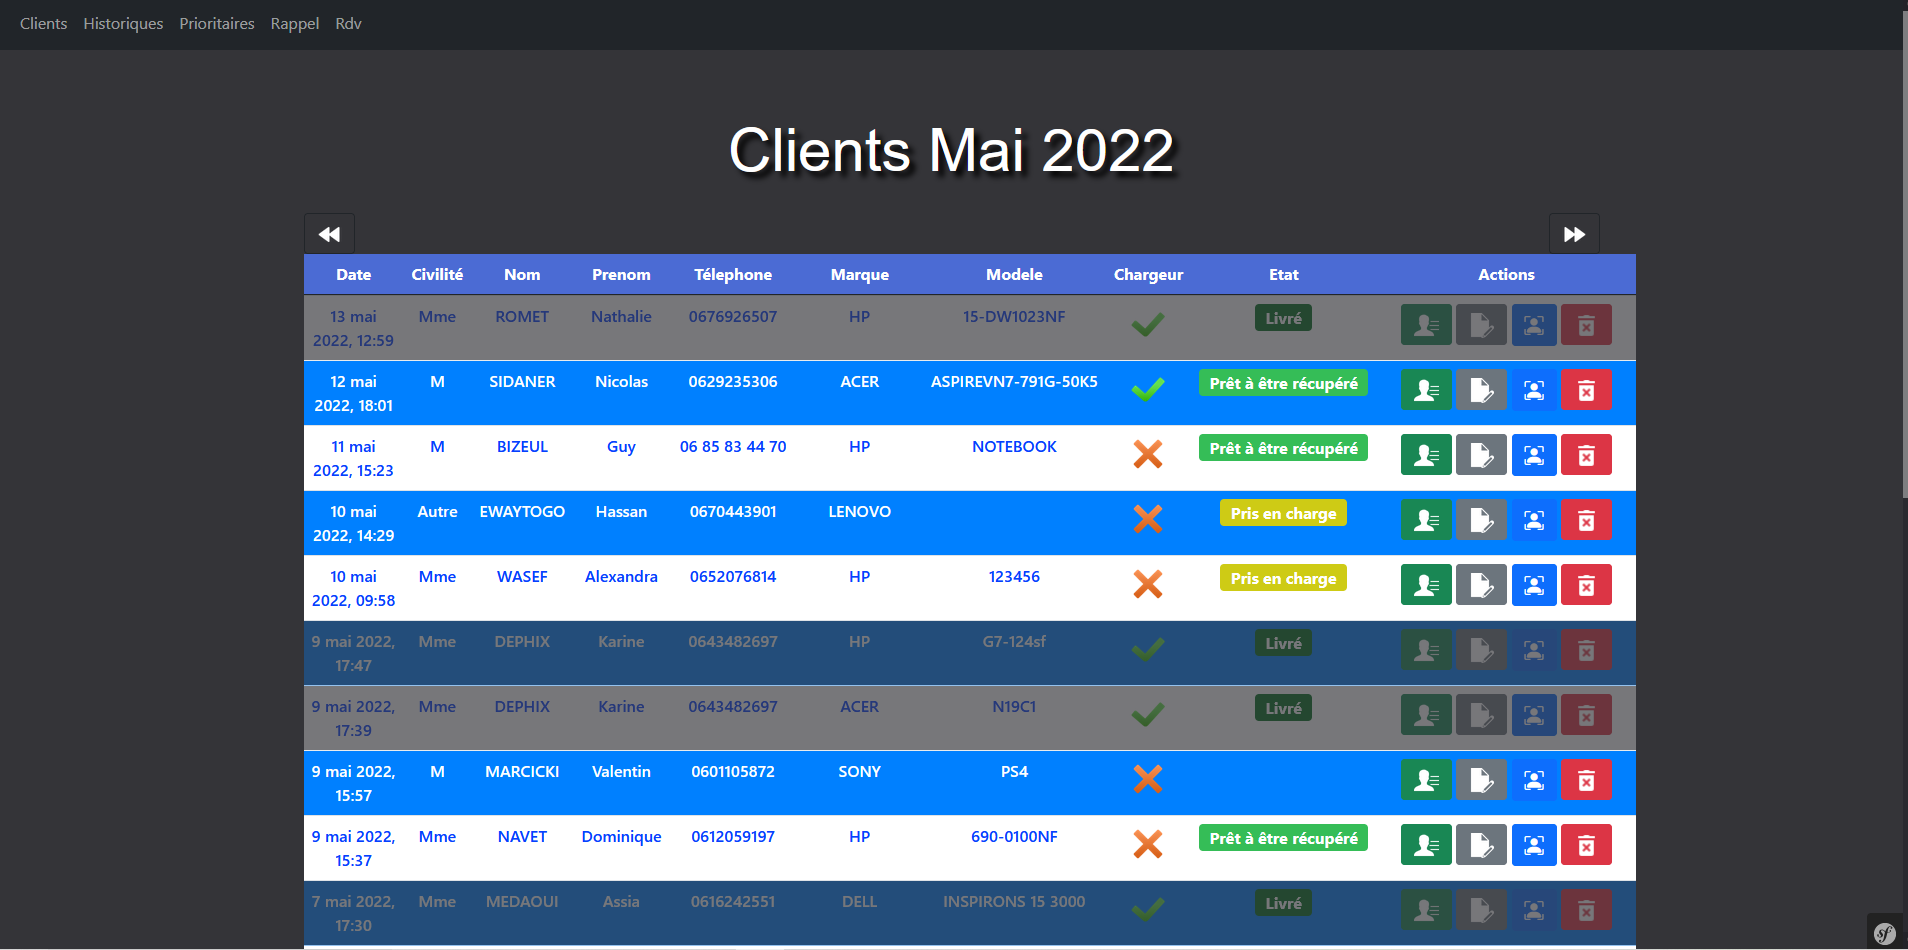 Clients Historiques Prioritaires Rappel Rdv
Clients Mai 2022
Date Civilité Nom Prenom Télephone Marque Modele Chargeur Etat Actions
13 mai Mme ROMET Nathalie 0676926507 HP 15-DW1023NF Livré
2022, 12:59
12 mai M SIDANER Nicolas 0629235306 ACER ASPIREVN7-791G-50K5 Prêt à être récupéré
2022, 18:01
11 mai M BIZEUL Guy 06 85 83 44 70 HP NOTEBOOK Prêt à être récupéré
2022, 15:23
10 mai Autre EWAYTOGO Hassan 0670443901 LENOVO Pris en charge
2022, 14:29
10 mai Mme WASEF Alexandra 0652076814 HP 123456 Pris en charge
2022, 09:58
9 mai 2022, Mme DEPHIX Karine 0643482697 HP G7-124sf Livré
17:47
9 mai 2022, Mme DEPHIX Karine 0643482697 ACER N19C1 Livré
17:39
9 mai 2022, M MARCICKI Valentin 0601105872 SONY PS4
15:57
9 mai 2022, Mme NAVET Dominique 0612059197 HP 690-0100NF Prêt à être récupéré
15:37
7 mai 2022, Mme MEDAOUI Assia 0616242551 DELL INSPIRONS 15 3000 Livré
17:30
sf